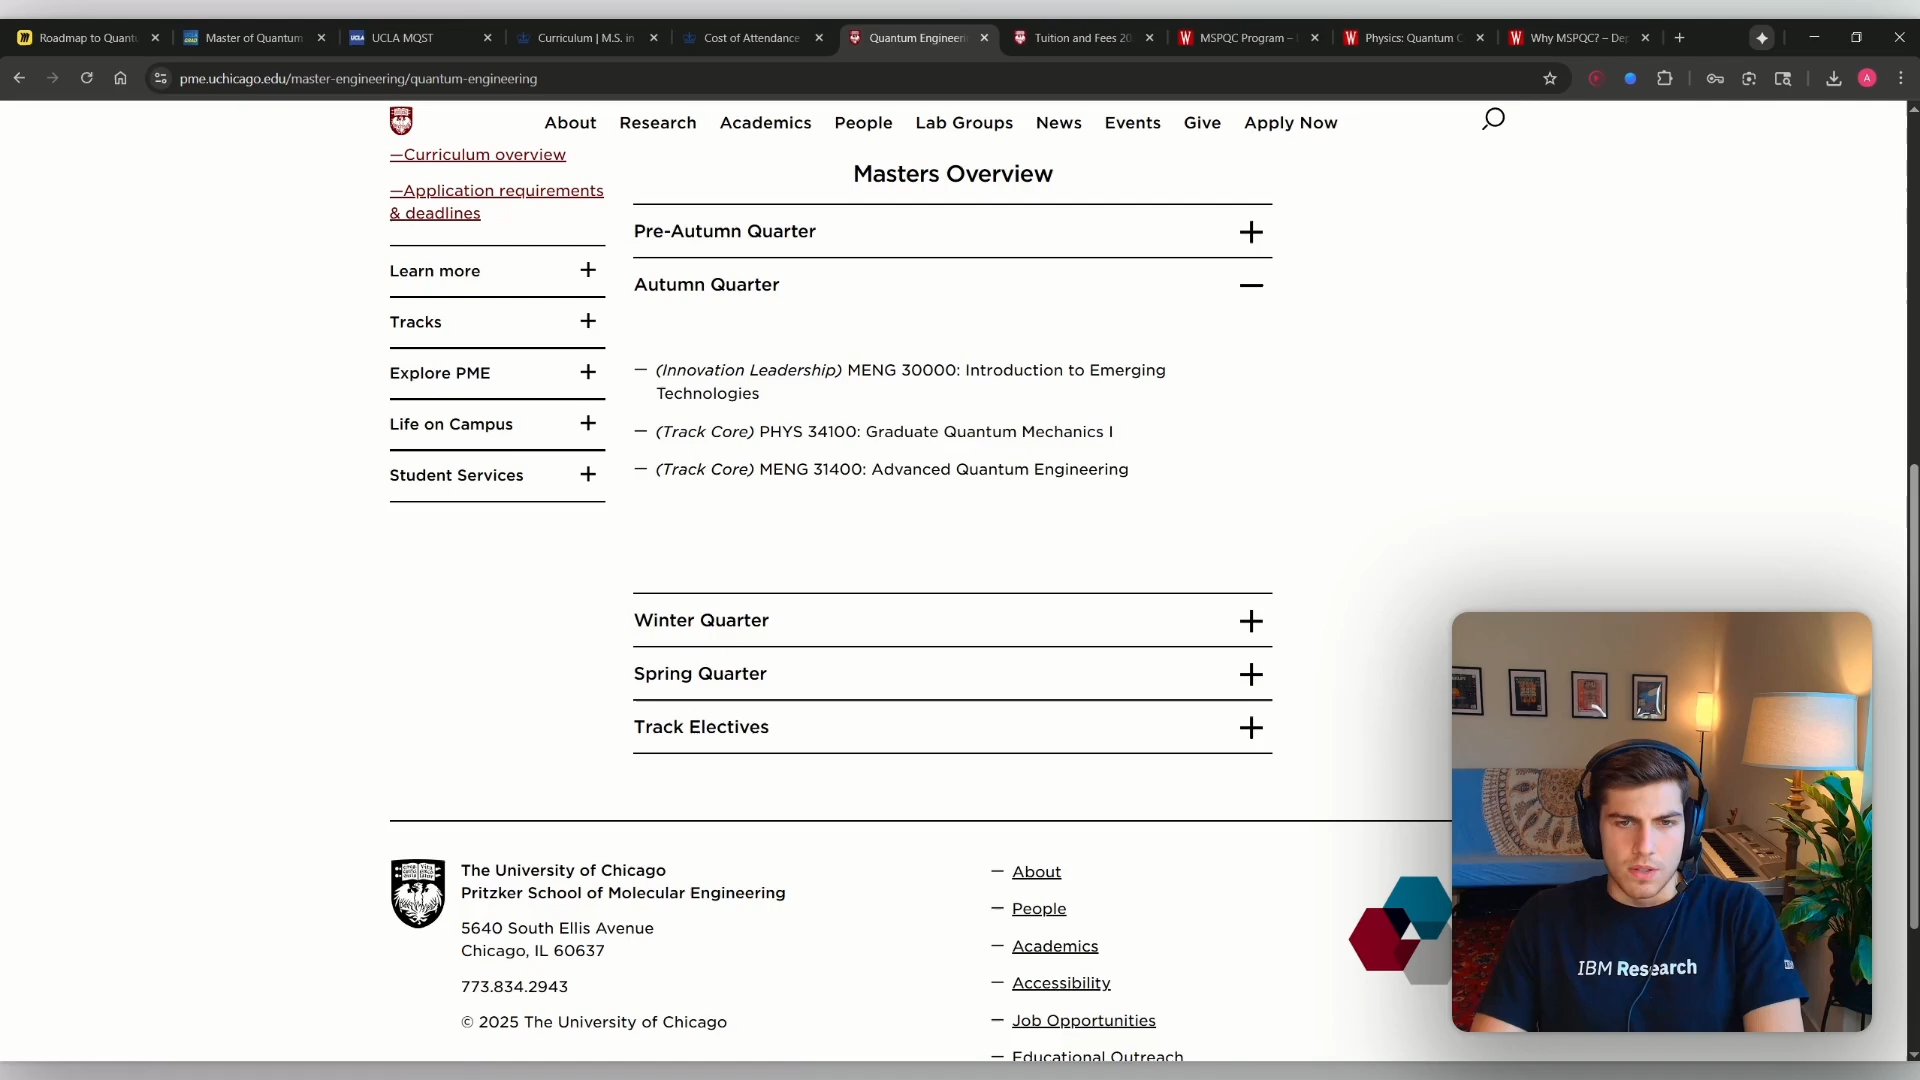 Roadmap to Quant
Master of Quantum
UCLA
UCLA MQST
Curriculum | M.S. in
Cost of Attendance
Quantum Engineeri
Tuition and Fees 20
MSPQC Program –
Physics: Quantum C
Why MSPQC? – Dep
pme.uchicago.edu/master-engineering/quantum-engineering
A
About
Research
Academics
People
Lab Groups
News
Events
Give
Apply Now
—Curriculum overview
—Application requirements
& deadlines
Learn more
Tracks
Explore PME
Life on Campus
Student Services
Masters Overview
Pre-Autumn Quarter
Autumn Quarter
— (Innovation Leadership) MENG 30000: Introduction to Emerging
Technologies
— (Track Core) PHYS 34100: Graduate Quantum Mechanics I
— (Track Core) MENG 31400: Advanced Quantum Engineering
Winter Quarter
Spring Quarter
Track Electives
The University of Chicago
Pritzker School of Molecular Engineering
5640 South Ellis Avenue
Chicago, IL 60637
773.834.2943
© 2025 The University of Chicago
— About
— People
— Academics
— Accessibility
— Job Opportunities
— Educational Outreach
IBM Research